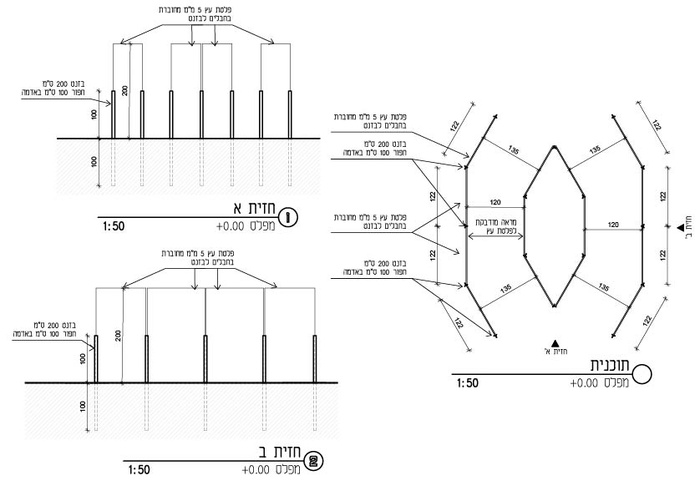 פלטת עץ 5 מ"מ מחוברת
בחבלים לבזנט
בזנט 200 ס"מ
חפור 100 ס"מ באדמה
200
100
100
חזית א
1
1:50
מפלס 0.00+
פלטת עץ 5 מ"מ מחוברת
בחבלים לבזנט
בזנט 200 ס"מ
חפור 100 ס"מ באדמה
200
100
100
חזית ב
2
1:50
מפלס 0.00+
פלטת עץ 5 מ"מ מחוברת
בחבלים לבזנט
בזנט 200 ס"מ
חפור 100 ס"מ באדמה
פלטת עץ 5 מ"מ מחוברת
בחבלים לבזנט
בזנט 200 ס"מ
חפור 100 ס"מ באדמה
122
135
135
122
122
122
120
מראה מודבקת
לפלטת עץ
120
122
122
135
135
122
122
חזית ב'
חזית א'
תוכנית
1:50
מפלס 0.00+